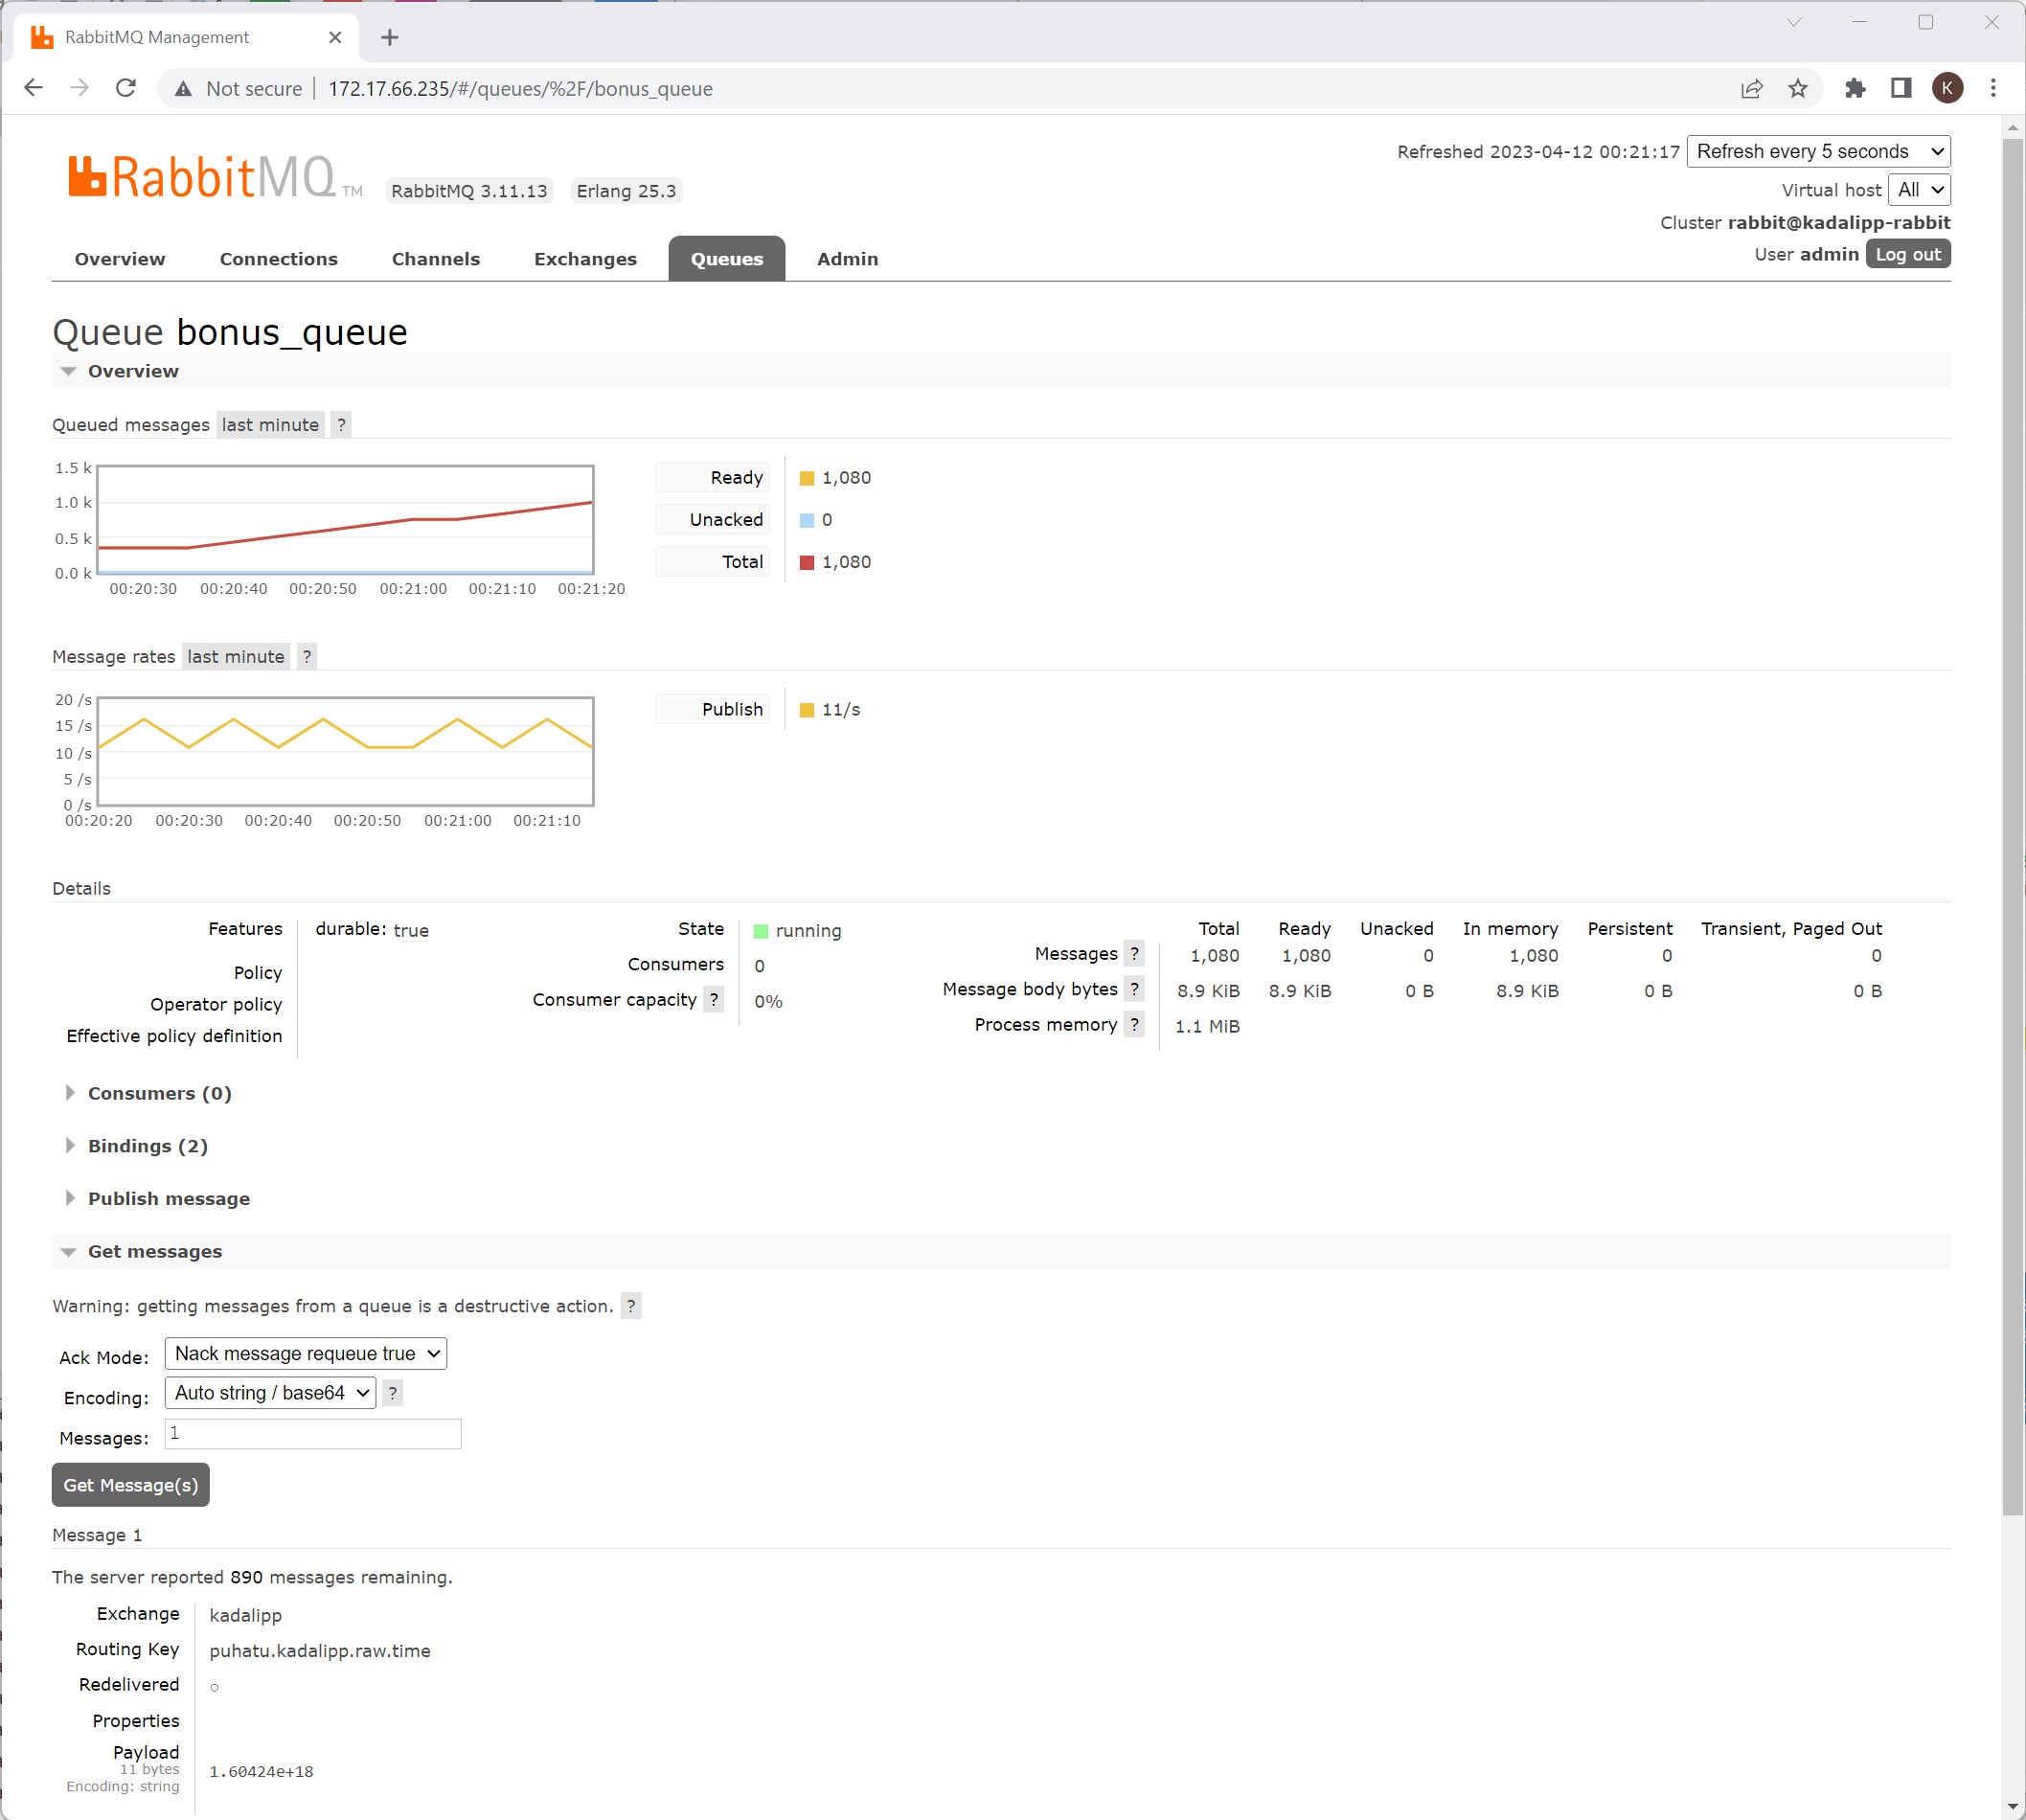 RabbitMQ Management
Not secure 172.17.66.235/#/queues/%2F/bonus_queue
K
RabbitMQ TM RabbitMQ 3.11.13 Erlang 25.3
Refreshed 2023-04-12 00:21:17 Refresh every 5 seconds
Virtual host All
Cluster rabbit@kadalipp-rabbit
User admin Log out
Overview Connections Channels Exchanges Queues Admin
Queue bonus_queue
Overview
Queued messages last minute ?
1.5 k
1.0 k
0.5 k
0.0 k
00:20:30 00:20:40 00:20:50 00:21:00 00:21:10 00:21:20
Ready 1,080
Unacked 0
Total 1,080
Message rates last minute ?
20 /s
15 /s
10 /s
5 /s
0 /s
00:20:20 00:20:30 00:20:40 00:20:50 00:21:00 00:21:10
Publish 11/s
Details
Features durable: true
Policy
Operator policy
Effective policy definition
State running
Consumers 0
Consumer capacity ? 0%
Total Ready Unacked In memory Persistent Transient, Paged Out
Messages ? 1,080 1,080 0 1,080 0 0
Message body bytes ? 8.9 KiB 8.9 KiB 0 B 8.9 KiB 0 B 0 B
Process memory ? 1.1 MiB
Consumers (0)
Bindings (2)
Publish message
Get messages
Warning: getting messages from a queue is a destructive action. ?
Ack Mode: Nack message requeue true
Encoding: Auto string / base64 ?
Messages: 1
Get Message(s)
Message 1
The server reported 890 messages remaining.
Exchange kadalipp
Routing Key puhatu.kadalipp.raw.time
Redelivered ○
Properties
Payload
11 bytes
Encoding: string
1.60424e+18